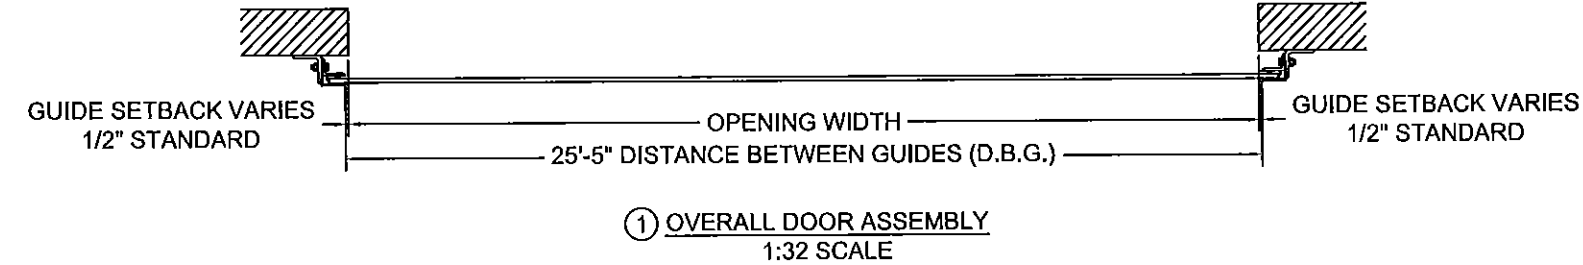 GUIDE SETBACK VARIES
1/2" STANDARD
OPENING WIDTH
25'-5" DISTANCE BETWEEN GUIDES (D.B.G.)
GUIDE SETBACK VARIES
1/2" STANDARD
1 OVERALL DOOR ASSEMBLY
1:32 SCALE